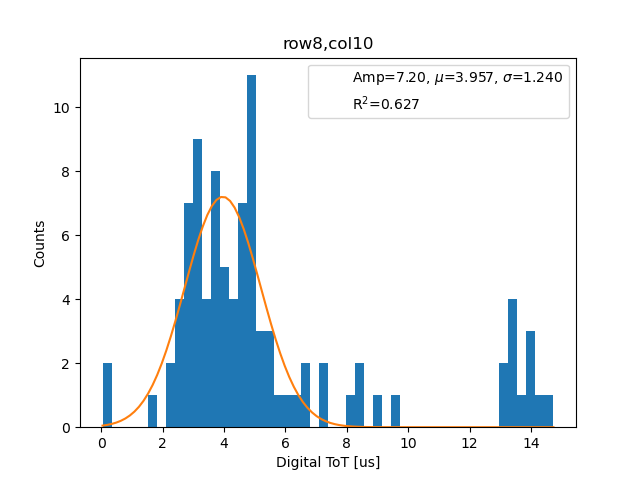 row8,col10
Amp=7.20, μ=3.957, σ=1.240
R²=0.627
Counts
10
8
6
4
2
0
0 2 4 6 8 10 12 14
Digital ToT [us]